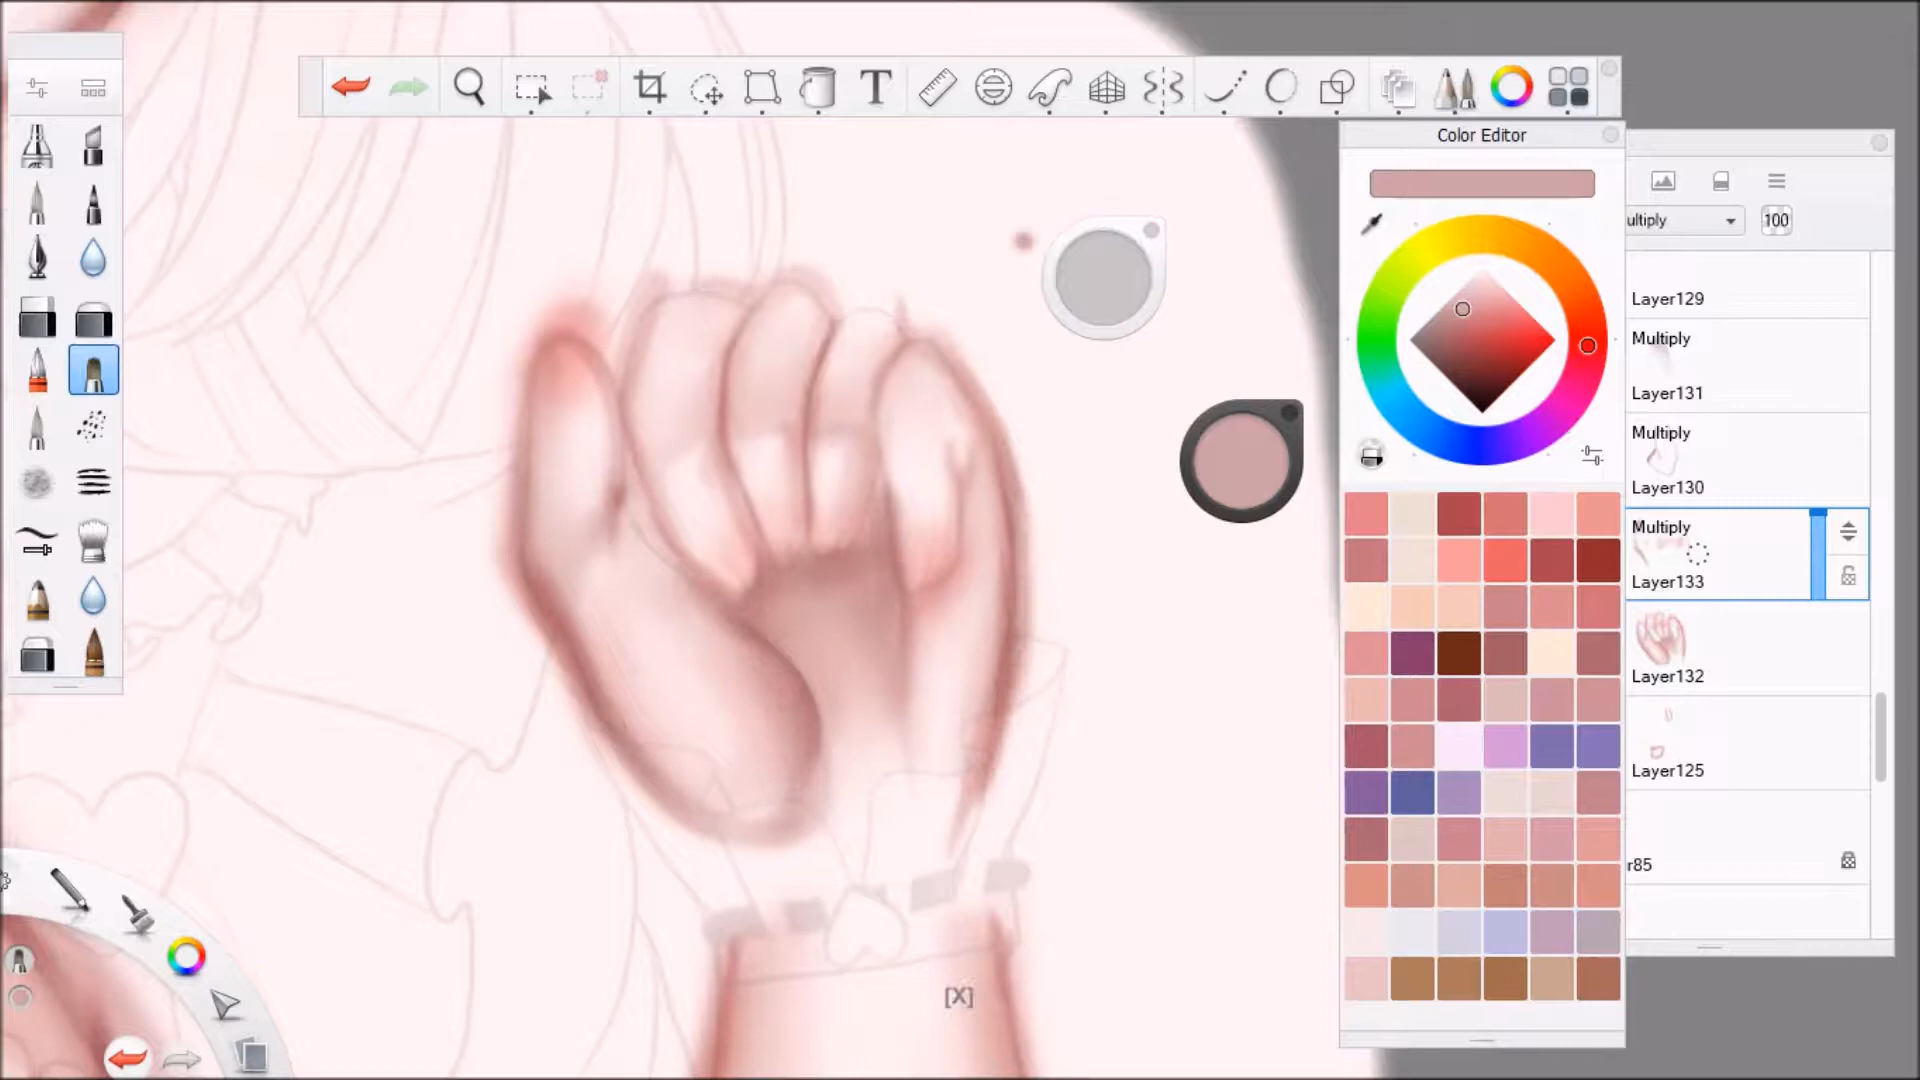 T
Color Editor
ultiply
100
Layer129
Multiply
Layer131
Multiply
Layer130
Multiply
Layer133
Layer132
Layer125
r85
[X]